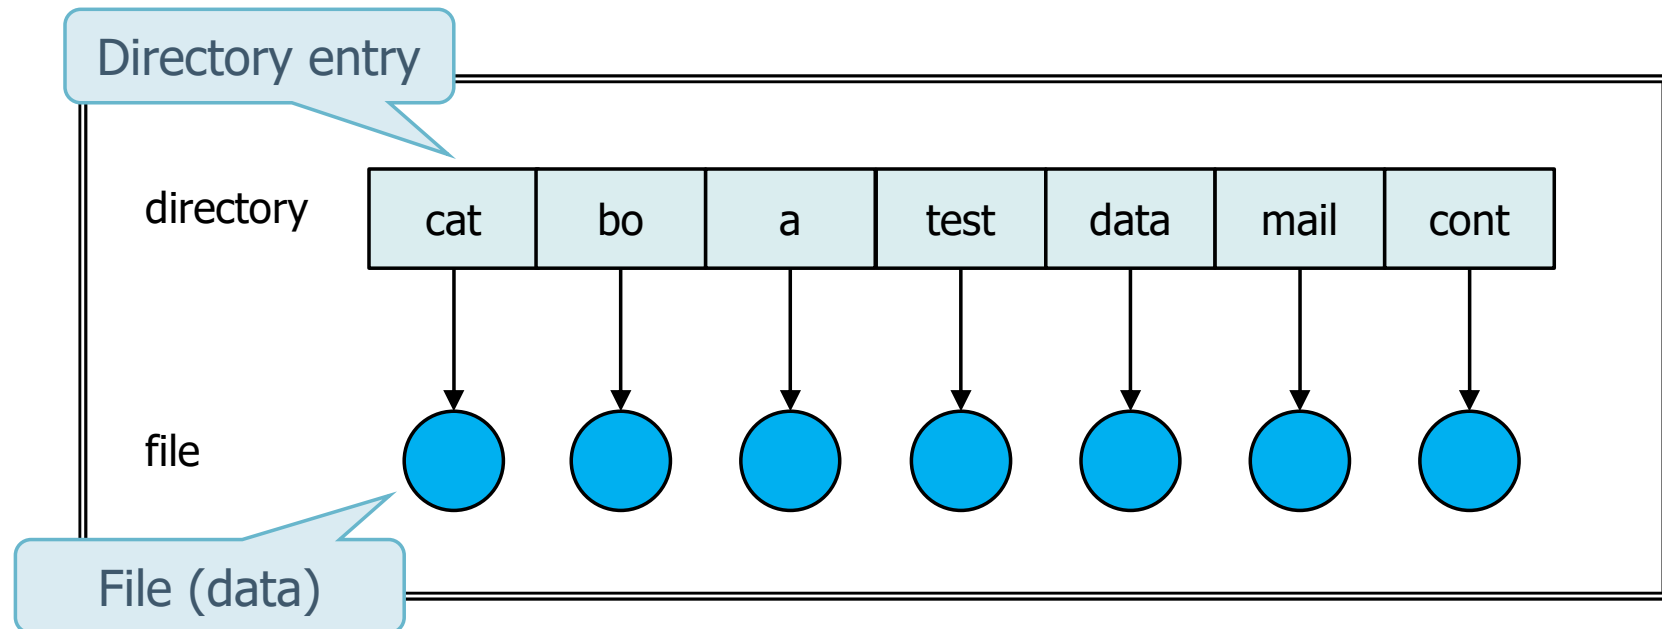 Directory entry
directory
cat bo a test data mail cont
file
File (data)